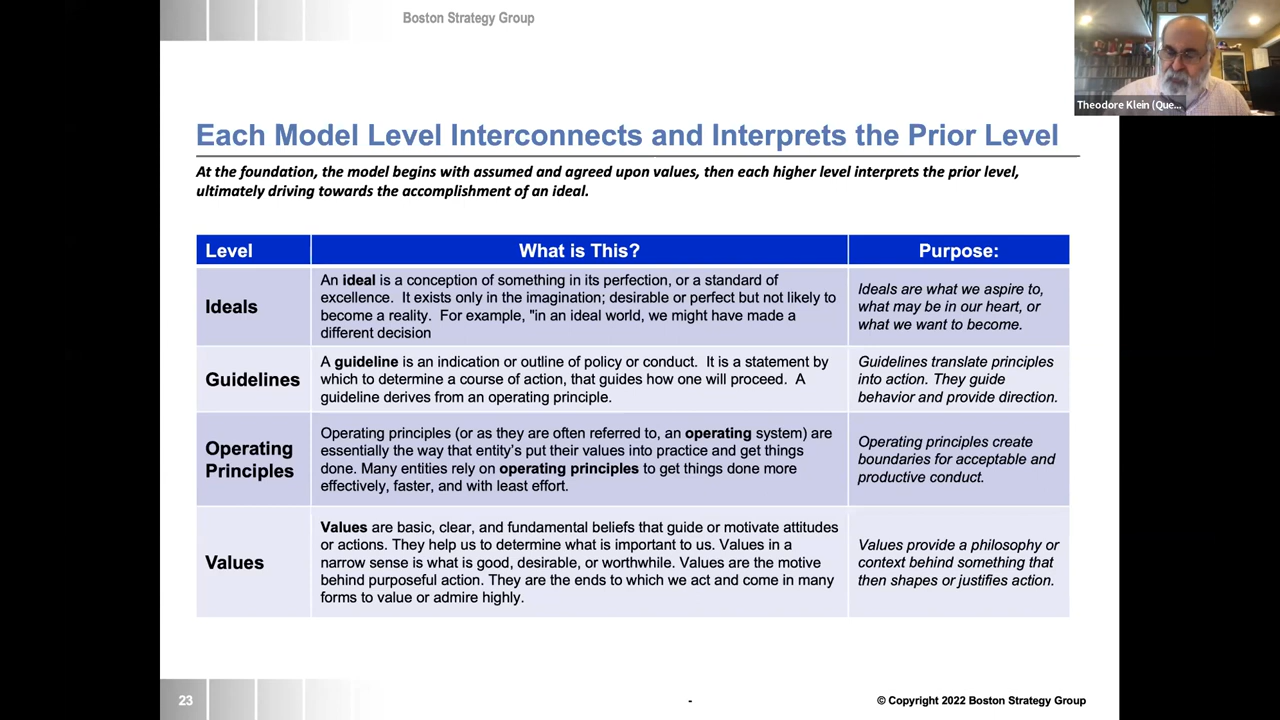 Boston Strategy Group
Theodore Klein (Que...
Each Model Level Interconnects and Interprets the Prior Level
At the foundation, the model begins with assumed and agreed upon values, then each higher level interprets the prior level,
ultimately driving towards the accomplishment of an ideal.
Level
What is This?
Purpose:
Ideals
An ideal is a conception of something in its perfection, or a standard of
excellence. It exists only in the imagination; desirable or perfect but not likely to
become a reality. For example, "in an ideal world, we might have made a
different decision
Ideals are what we aspire to,
what may be in our heart, or
what we want to become.
Guidelines
A guideline is an indication or outline of policy or conduct. It is a statement by
which to determine a course of action, that guides how one will proceed. A
guideline derives from an operating principle.
Guidelines translate principles
into action. They guide
behavior and provide direction.
Operating
Principles
Operating principles (or as they are often referred to, an operating system) are
essentially the way that entity's put their values into practice and get things
done. Many entities rely on operating principles to get things done more
effectively, faster, and with least effort.
Operating principles create
boundaries for acceptable and
productive conduct.
Values
Values are basic, clear, and fundamental beliefs that guide or motivate attitudes
or actions. They help us to determine what is important to us. Values in a
narrow sense is what is good, desirable, or worthwhile. Values are the motive
behind purposeful action. They are the ends to which we act and come in many
forms to value or admire highly.
Values provide a philosophy or
context behind something that
then shapes or justifies action.
23
-
© Copyright 2022 Boston Strategy Group